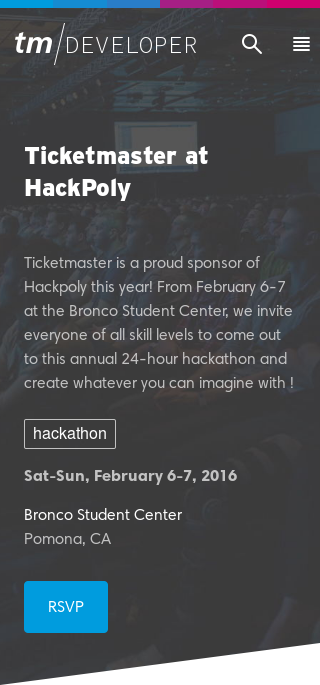 tm/DEVELOPER
Ticketmaster at
HackPoly
Ticketmaster is a proud sponsor of
Hackpoly this year! From February 6-7
at the Bronco Student Center, we invite
everyone of all skill levels to come out
to this annual 24-hour hackathon and
create whatever you can imagine with !
hackathon
Sat-Sun, February 6-7, 2016
Bronco Student Center
Pomona, CA
RSVP